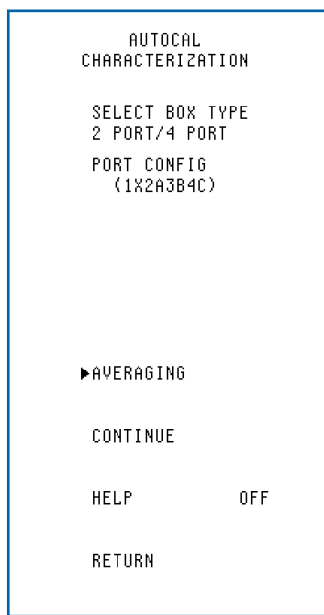 AUTOCAL
CHARACTERIZATION
SELECT BOX TYPE
2 PORT/4 PORT
PORT CONFIG
(1X2A3B4C)
▶AVERAGING
CONTINUE
HELP OFF
RETURN